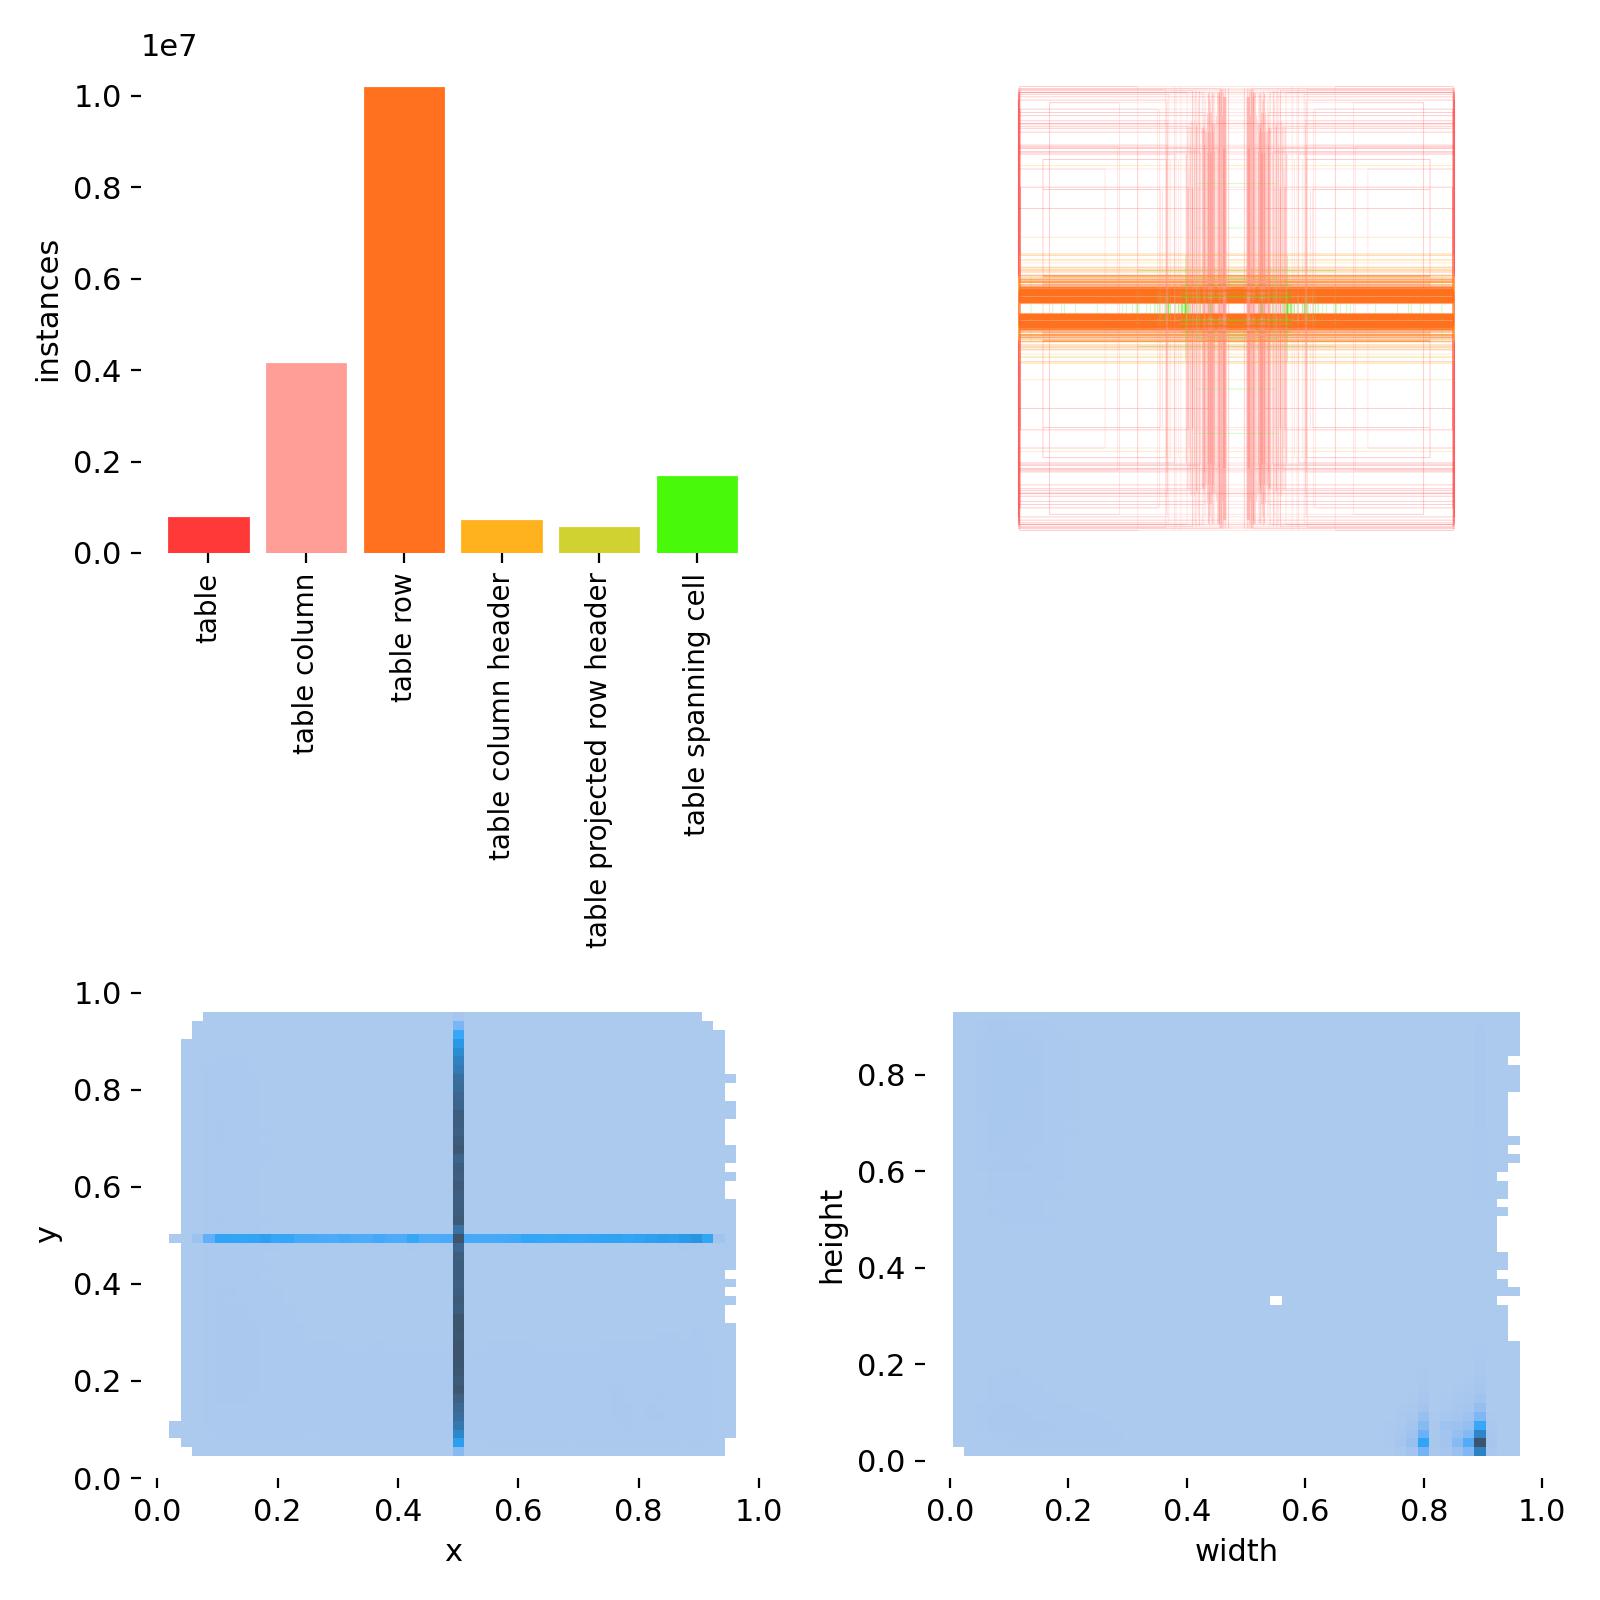 1e7
1.0
0.8
0.6
0.4
0.2
0.0
instances
table
table column
table row
table column header
table projected row header
table spanning cell
1.0
0.8
0.6
0.4
0.2
0.0
y
0.0 0.2 0.4 0.6 0.8 1.0
x
0.8
0.6
0.4
0.2
0.0
height
0.0 0.2 0.4 0.6 0.8 1.0
width